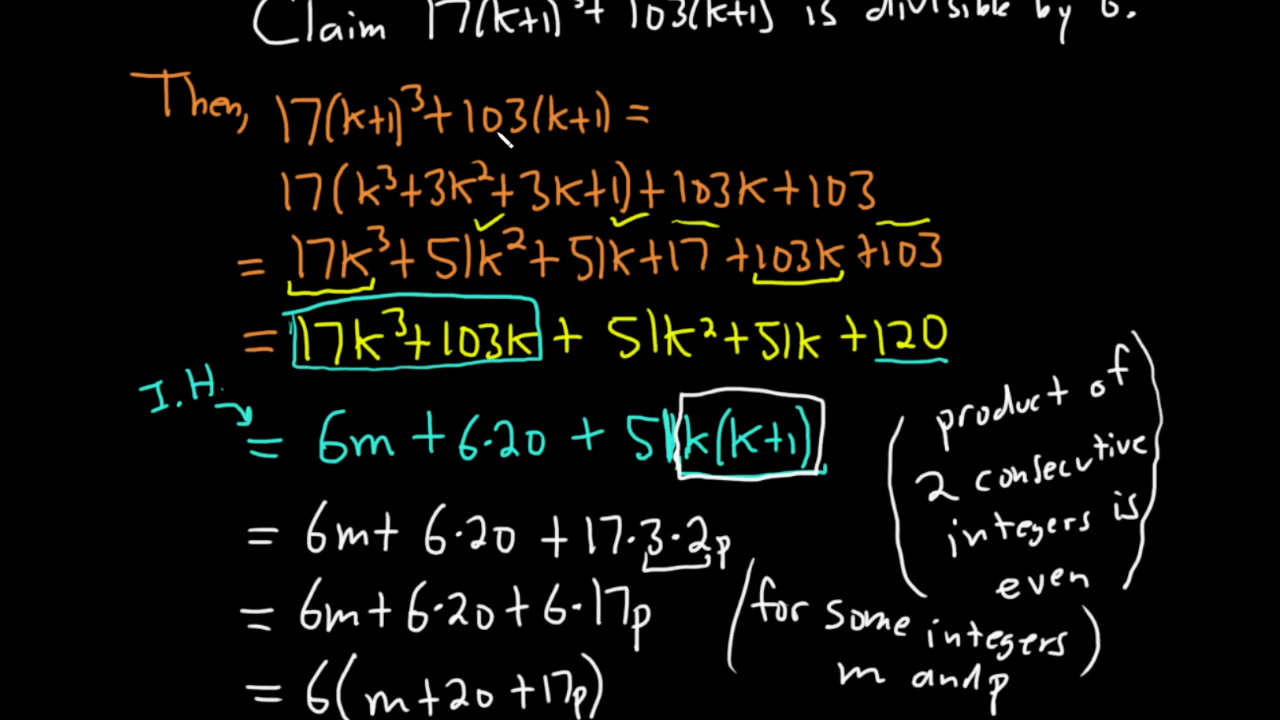 Claim 17(k+1)³ + 103(k+1) is divisible by 6.
Then, 17(k+1)³ + 103(k+1) =
17(k³+3k²+3k+1) + 103k + 103
= 17k³ + 51k² + 51k + 17 + 103k + 103
= 17k³ + 103k + 51k² + 51k + 120
I.H.
= 6m + 6·20 + 51k(k+1)
(product of
2 consecutive
integers is
even)
= 6m + 6·20 + 17·3·2p
= 6m + 6·20 + 6·17p
(for some integers
m and p)
= 6(m + 20 + 17p)